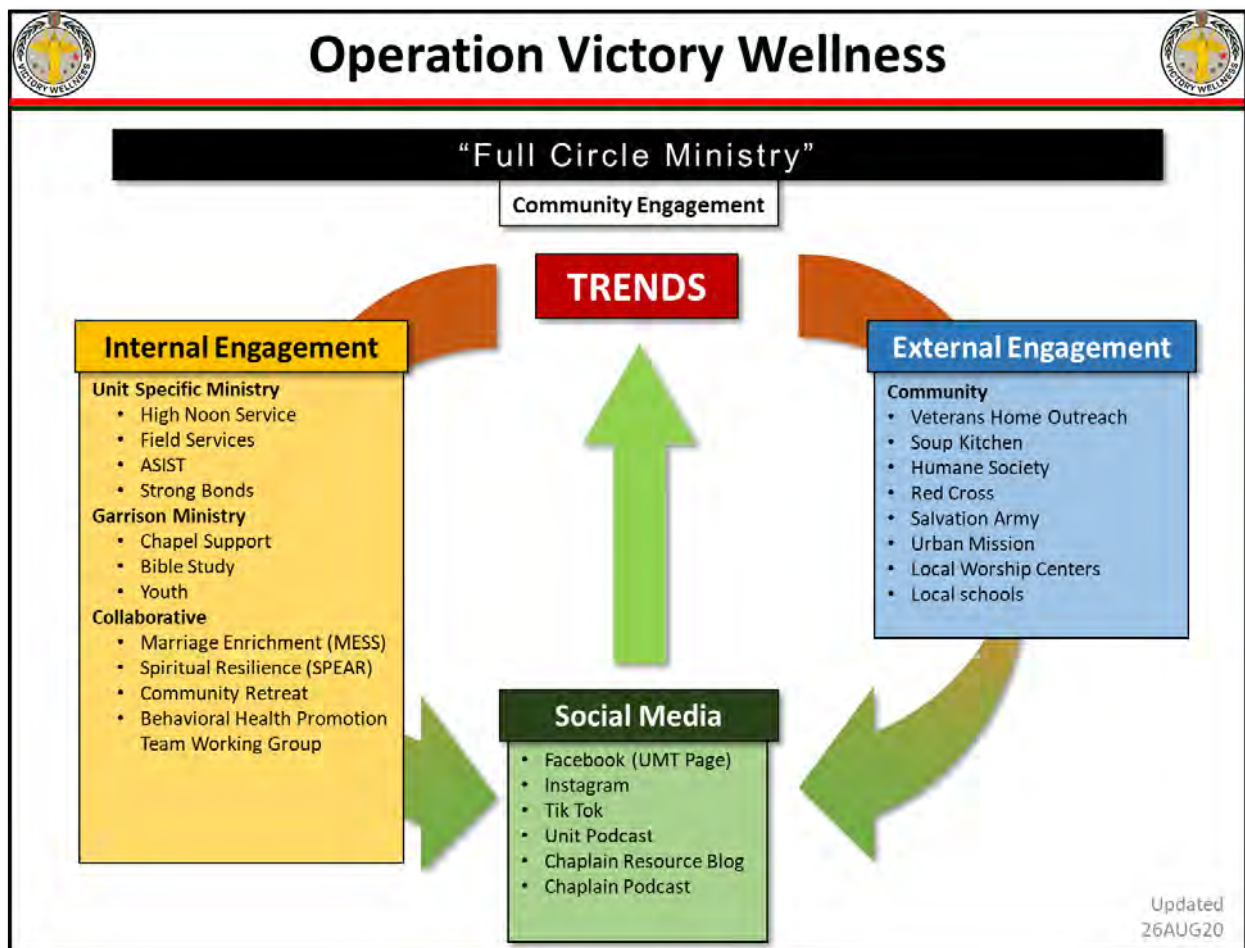 Operation Victory Wellness
VICTORY WELLNESS
VICTORY WELLNESS
“Full Circle Ministry”
Community Engagement
TRENDS
Internal Engagement
Unit Specific Ministry
• High Noon Service
• Field Services
• ASIST
• Strong Bonds
Garrison Ministry
• Chapel Support
• Bible Study
• Youth
Collaborative
• Marriage Enrichment (MESS)
• Spiritual Resilience (SPEAR)
• Community Retreat
• Behavioral Health Promotion
Team Working Group
External Engagement
Community
• Veterans Home Outreach
• Soup Kitchen
• Humane Society
• Red Cross
• Salvation Army
• Urban Mission
• Local Worship Centers
• Local schools
Social Media
• Facebook (UMT Page)
• Instagram
• Tik Tok
• Unit Podcast
• Chaplain Resource Blog
• Chaplain Podcast
Updated
26AUG20